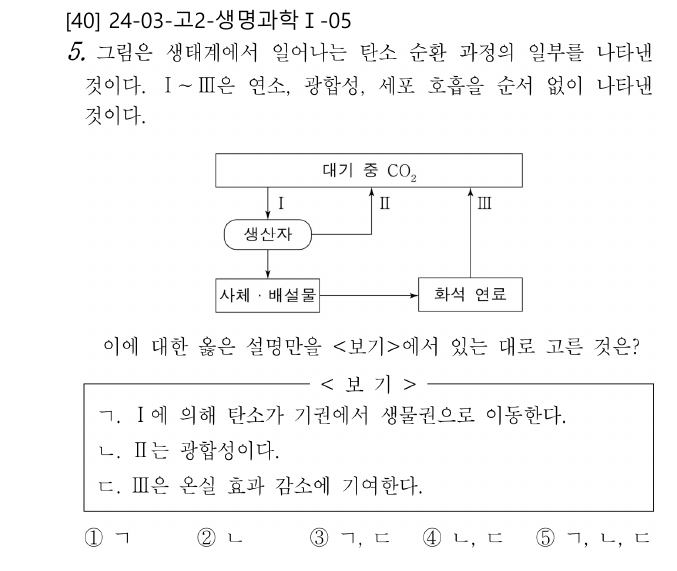 [40] 24-03-고2-생명과학Ⅰ-05
5. 그림은 생태계에서 일어나는 탄소 순환 과정의 일부를 나타낸
것이다. Ⅰ~Ⅲ은 연소, 광합성, 세포 호흡을 순서 없이 나타낸
것이다.
대기 중 CO₂
Ⅰ Ⅱ Ⅲ
생산자
사체 · 배설물 화석 연료
이에 대한 옳은 설명만을 <보기>에서 있는 대로 고른 것은?
< 보 기 >
ㄱ. Ⅰ에 의해 탄소가 기권에서 생물권으로 이동한다.
ㄴ. Ⅱ는 광합성이다.
ㄷ. Ⅲ은 온실 효과 감소에 기여한다.
① ㄱ ② ㄴ ③ ㄱ, ㄷ ④ ㄴ, ㄷ ⑤ ㄱ, ㄴ, ㄷ